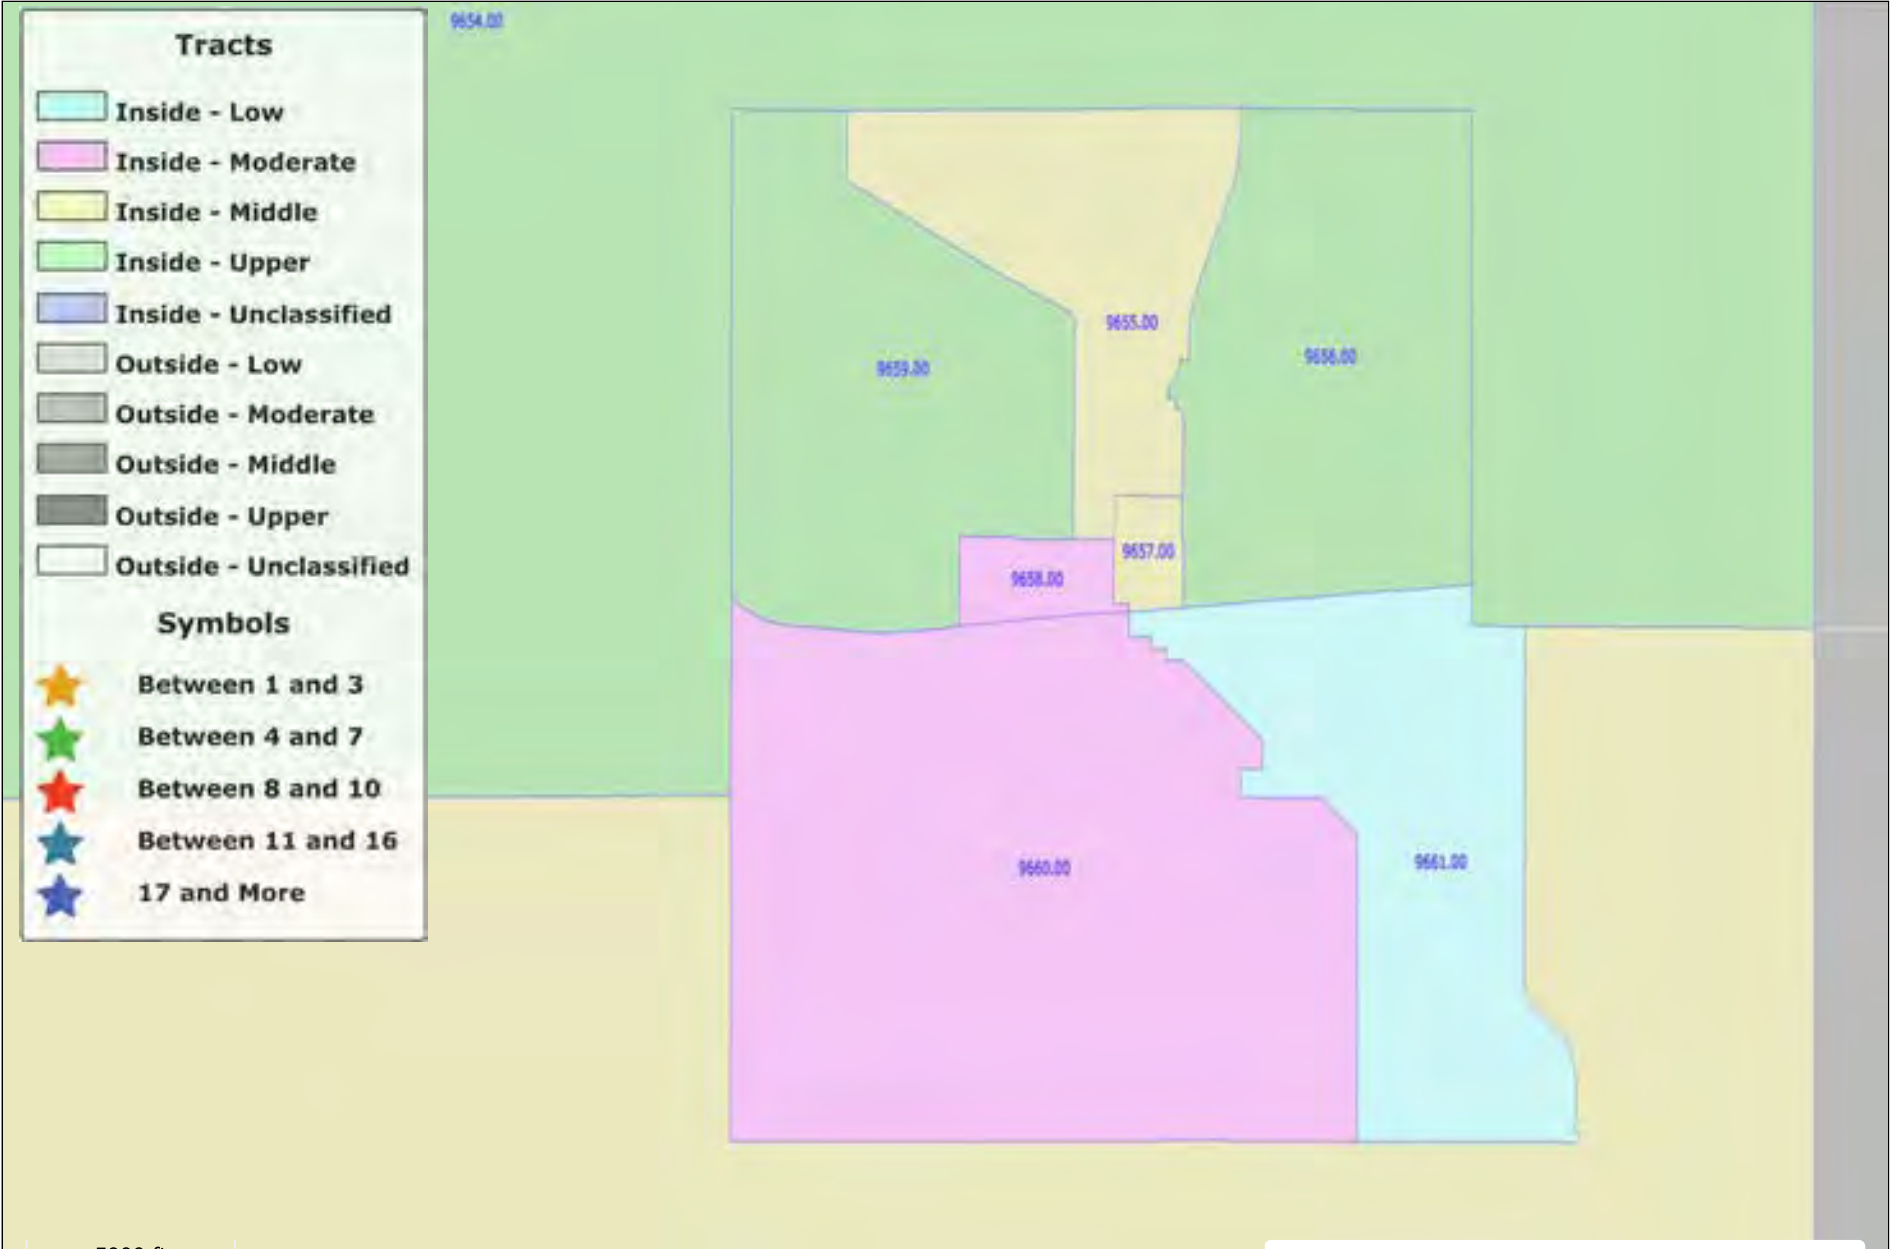 Tracts
Inside - Low
Inside - Moderate
Inside - Middle
Inside - Upper
Inside - Unclassified
Outside - Low
Outside - Moderate
Outside - Middle
Outside - Upper
Outside - Unclassified
Symbols
Between 1 and 3
Between 4 and 7
Between 8 and 10
Between 11 and 16
17 and More
9654.00
9655.00
9656.00
9659.00
9657.00
9658.00
9661.00
9660.00